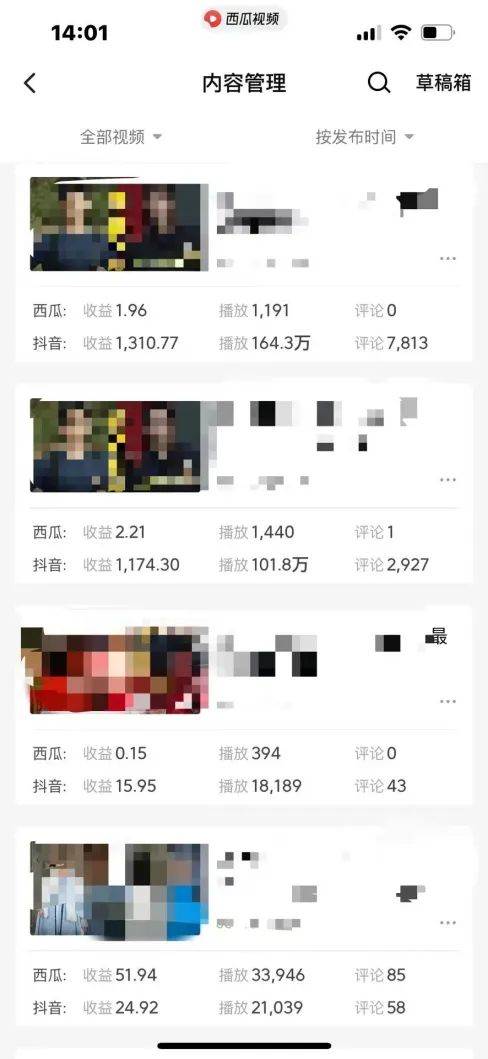 14:01
西瓜视频
内容管理
草稿箱
全部视频
按发布时间
西瓜: 收益 1.96 播放 1,191 评论 0
抖音: 收益 1,310.77 播放 164.3万 评论 7,813
西瓜: 收益 2.21 播放 1,440 评论 1
抖音: 收益 1,174.30 播放 101.8万 评论 2,927
最
西瓜: 收益 0.15 播放 394 评论 0
抖音: 收益 15.95 播放 18,189 评论 43
西瓜: 收益 51.94 播放 33,946 评论 85
抖音: 收益 24.92 播放 21,039 评论 58